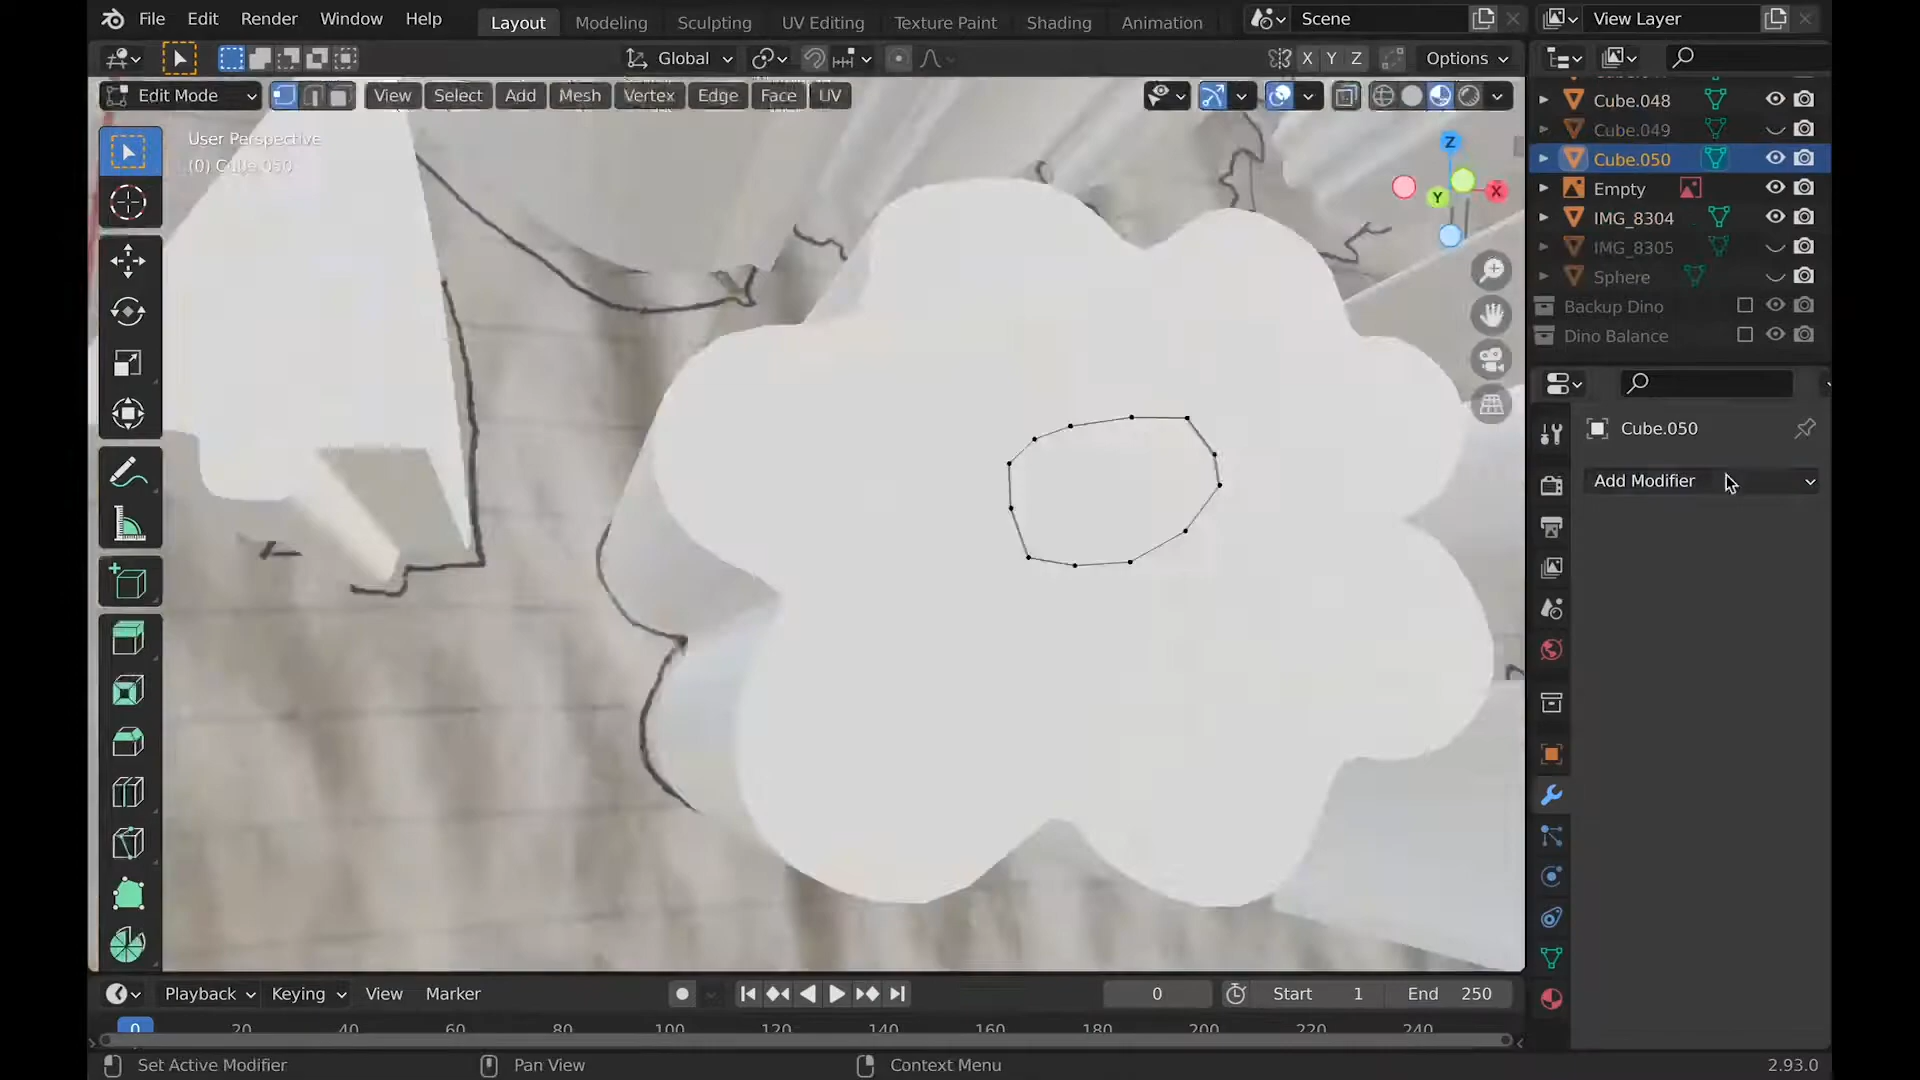 File Edit Render Window Help
Layout Modeling Sculpting UV Editing Texture Paint Shading Animation
Scene
View Layer
Global
X Y Z
Options
Edit Mode
View Select Add Mesh Vertex Edge Face UV
User Perspective
(0) Cube.050
Z
X
Y
Cube.048
Cube.049
Cube.050
Empty
IMG_8304
IMG_8305
Sphere
Backup Dino
Dino Balance
Cube.050
Add Modifier
Playback Keying View Marker
0
Start 1
End 250
0 20 40 60 80 100 120 140 160 180 200 220 240
Set Active Modifier
Pan View
Context Menu
2.93.0